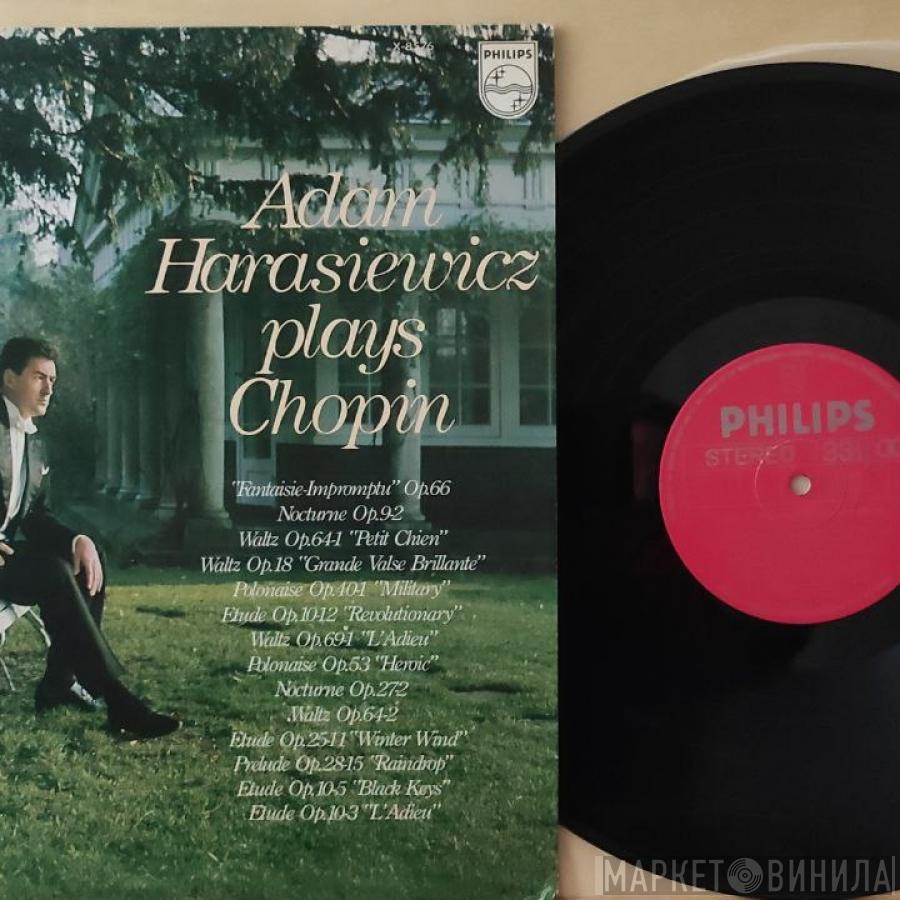 X-8526
PHILIPS
Adam
Harasiewicz
plays
Chopin
"Fantaisie-Impromptu" Op.66
Nocturne Op.9-2
Waltz Op.64-1 "Petit Chien"
Waltz Op.18 "Grande Valse Brillante"
Polonaise Op.40-1 "Military"
Etude Op.10-12 "Revolutionary"
Waltz Op.69-1 "L'Adieu"
Polonaise Op.53 "Heroic"
Nocturne Op.27-2
Waltz Op.64-2
Etude Op.25-11 "Winter Wind"
Prelude Op.28-15 "Raindrop"
Etude Op.10-5 "Black Keys"
Etude Op.10-3 "L'Adieu"
PHILIPS
STEREO 33⅓
МАРКЕТ ВИНИЛА